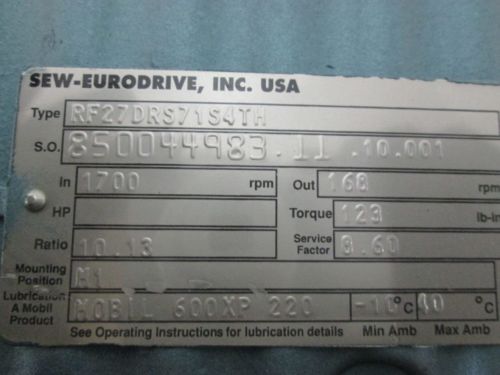 SEW-EURODRIVE, INC. USA
Type RF27DRS71S4TH
S.O. 850044983.11 .10.001
In 1700 rpm Out 168 rpm
HP Torque 123 lb-in
Ratio 10.13 Service Factor 3.60
Mounting Position M1
Lubrication A Mobil Product MOBIL 600XP 220 -10 °C 40 °C
See Operating Instructions for lubrication details Min Amb Max Amb